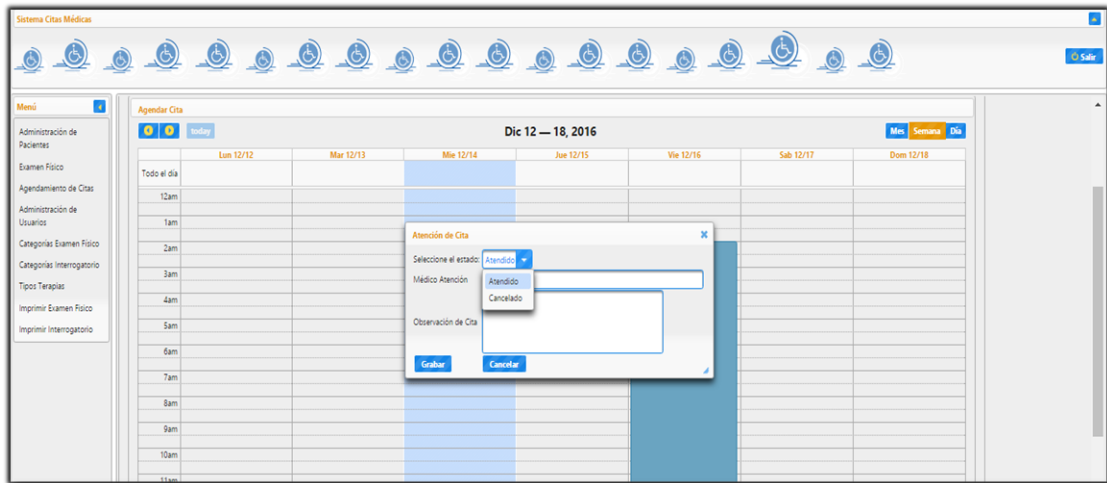 Sistema Citas Médicas
Salir
Menú
Administración de
Pacientes
Examen Físico
Agendamiento de Citas
Administración de
Usuarios
Categorías Examen Físico
Categorías Interrogatorio
Tipos Terapias
Imprimir Examen Físico
Imprimir Interrogatorio
Agendar Cita
today
Dic 12 — 18, 2016
Mes Semana Día
Lun 12/12 Mar 12/13 Mie 12/14 Jue 12/15 Vie 12/16 Sab 12/17 Dom 12/18
Todo el día
12am
1am
2am
3am
4am
5am
6am
7am
8am
9am
10am
11am
Atención de Cita
Seleccione el estado: Atendido
Atendido
Cancelado
Médico Atención
Observación de Cita
Grabar Cancelar